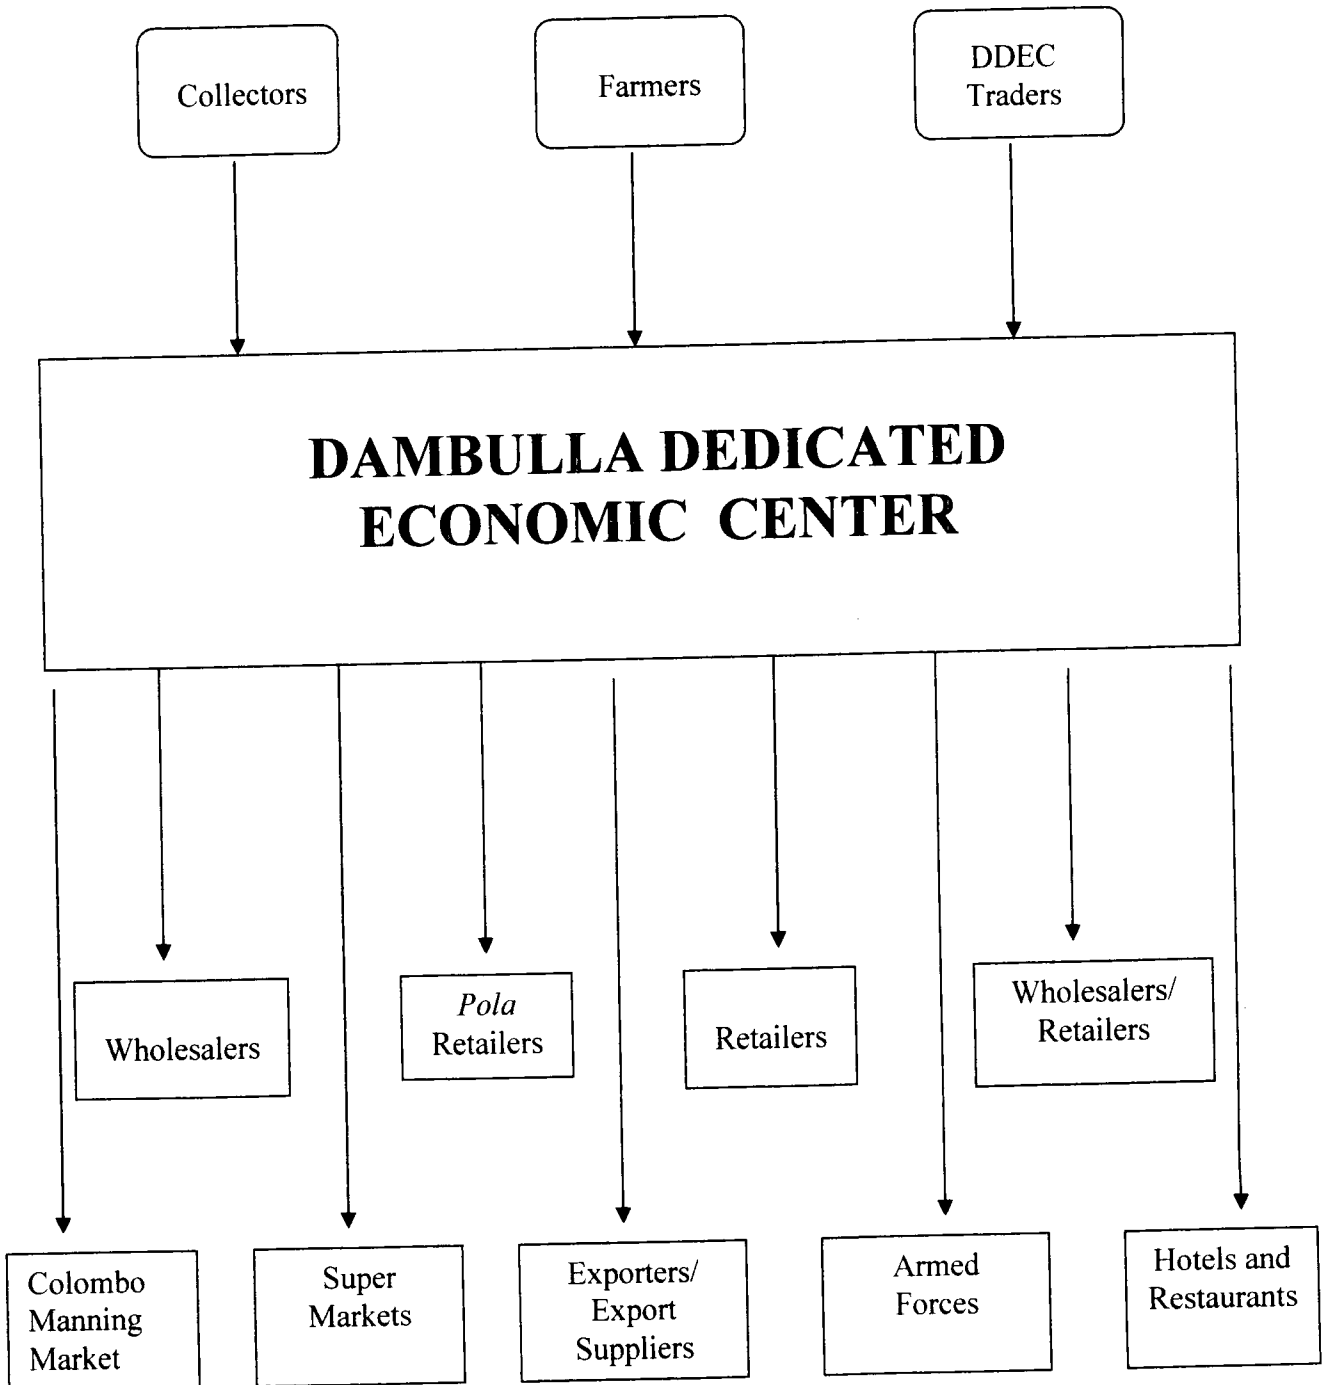 Collectors
Farmers
DDEC
Traders
DAMBULLA DEDICATED
ECONOMIC CENTER
Wholesalers
Pola
Retailers
Retailers
Wholesalers/
Retailers
Colombo
Manning
Market
Super
Markets
Exporters/
Export
Suppliers
Armed
Forces
Hotels and
Restaurants